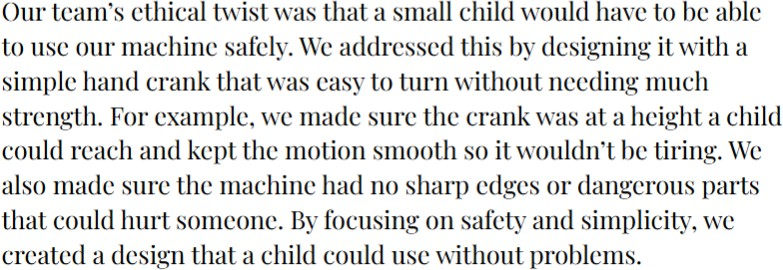 Our team’s ethical twist was that a small child would have to be able
to use our machine safely. We addressed this by designing it with a
simple hand crank that was easy to turn without needing much
strength. For example, we made sure the crank was at a height a child
could reach and kept the motion smooth so it wouldn’t be tiring. We
also made sure the machine had no sharp edges or dangerous parts
that could hurt someone. By focusing on safety and simplicity, we
created a design that a child could use without problems.